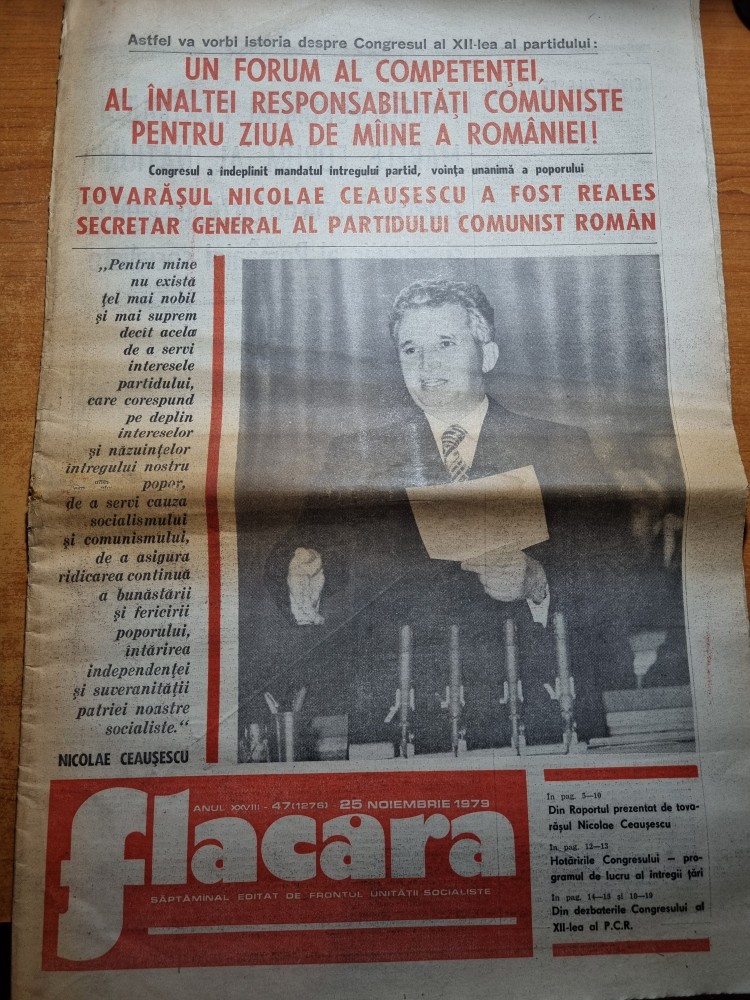 Astfel va vorbi istoria despre Congresul al XII-lea al partidului:
UN FORUM AL COMPETENȚEI,
AL ÎNALTEI RESPONSABILITĂȚI COMUNISTE
PENTRU ZIUA DE MÎINE A ROMÂNIEI!
Congresul a îndeplinit mandatul întregului partid, voința unanimă a poporului
TOVARĂȘUL NICOLAE CEAUȘESCU A FOST REALES
SECRETAR GENERAL AL PARTIDULUI COMUNIST ROMÂN
„Pentru mine
nu există
țel mai nobil
și mai suprem
decît acela
de a servi
interesele
partidului,
care corespund
pe deplin
intereselor
și năzuințelor
întregului nostru
popor,
de a servi cauza
socialismului
și comunismului,
de a asigura
ridicarea continuă
a bunăstării
și fericirii
poporului,
întărirea
independenței
și suveranității
patriei noastre
socialiste."
NICOLAE CEAUȘESCU
ANUL XXVIII - 47(1276) - 25 NOIEMBRIE 1979
flacăra
SĂPTĂMÎNAL EDITAT DE FRONTUL UNITĂȚII SOCIALISTE
In pag. 5—10
Din Raportul prezentat de tova-
rășul Nicolae Ceaușescu
In pag. 12—13
Hotărîrile Congresului — pro-
gramul de lucru al întregii țări
In pag. 14—15 și 18—19
Din dezbaterile Congresului al
XII-lea al P.C.R.